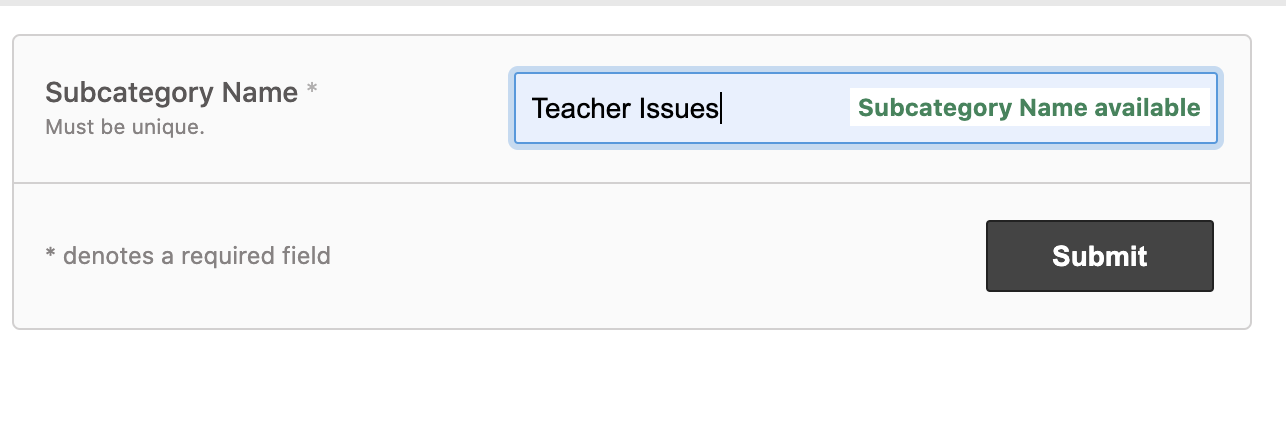 Subcategory Name *
Must be unique.
Teacher Issues
Subcategory Name available
* denotes a required field
Submit